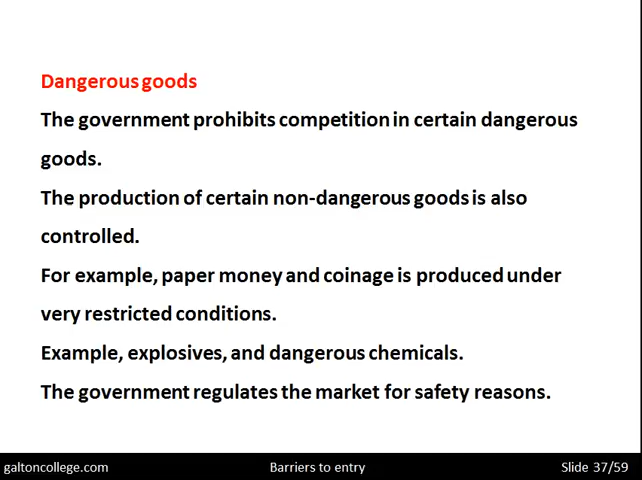 Dangerous goods
The government prohibits competition in certain dangerous
goods.
The production of certain non-dangerous goods is also
controlled.
For example, paper money and coinage is produced under
very restricted conditions.
Example, explosives, and dangerous chemicals.
The government regulates the market for safety reasons.
galtoncollege.com Barriers to entry Slide 37/59